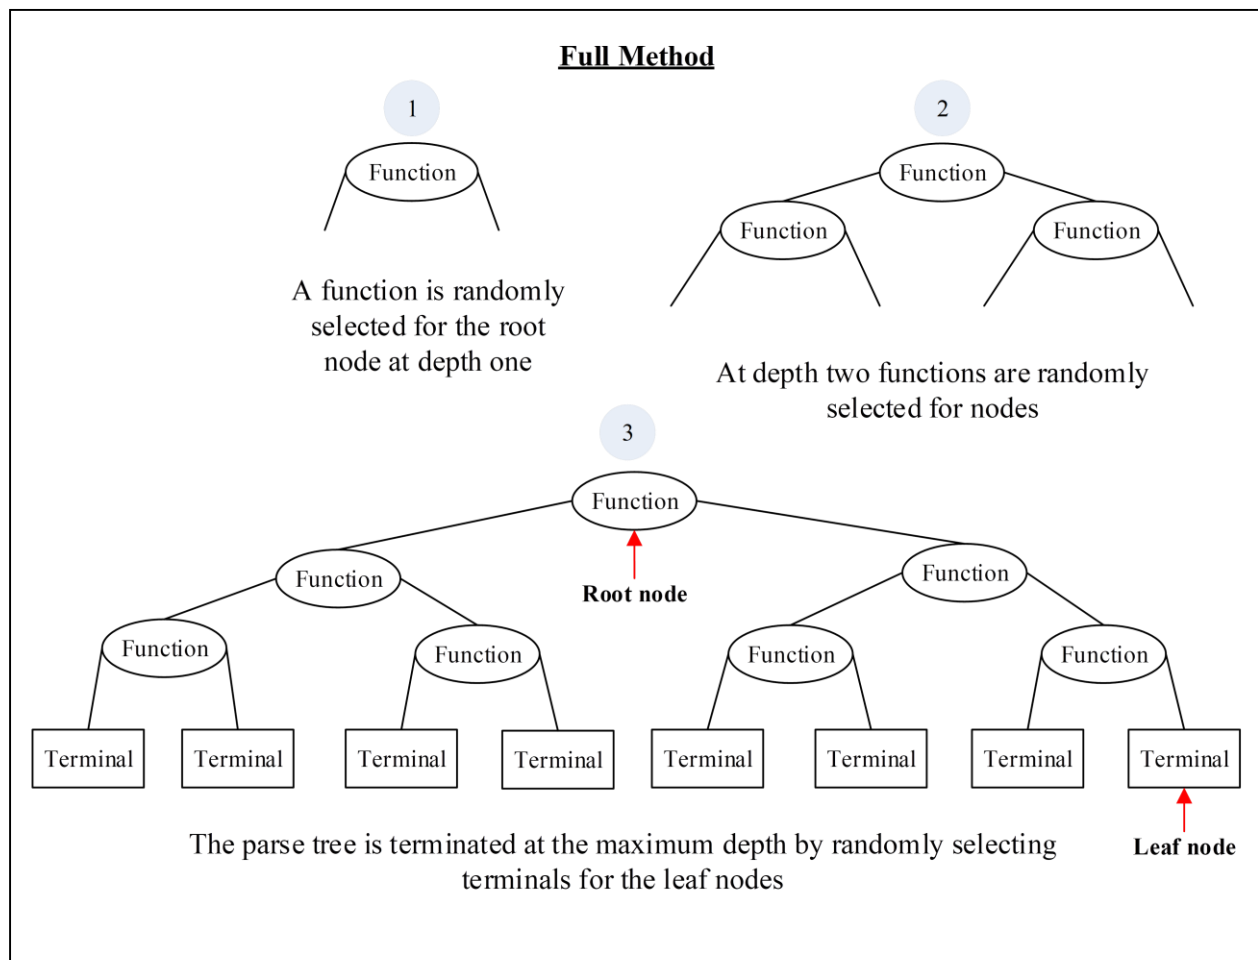 Full Method
1
Function
A function is randomly
selected for the root
node at depth one
2
Function
Function
Function
At depth two functions are randomly
selected for nodes
3
Function
Root node
Function
Function
Function
Function
Function
Function
Terminal
Terminal
Terminal
Terminal
Terminal
Terminal
Terminal
Terminal
Leaf node
The parse tree is terminated at the maximum depth by randomly selecting
terminals for the leaf nodes